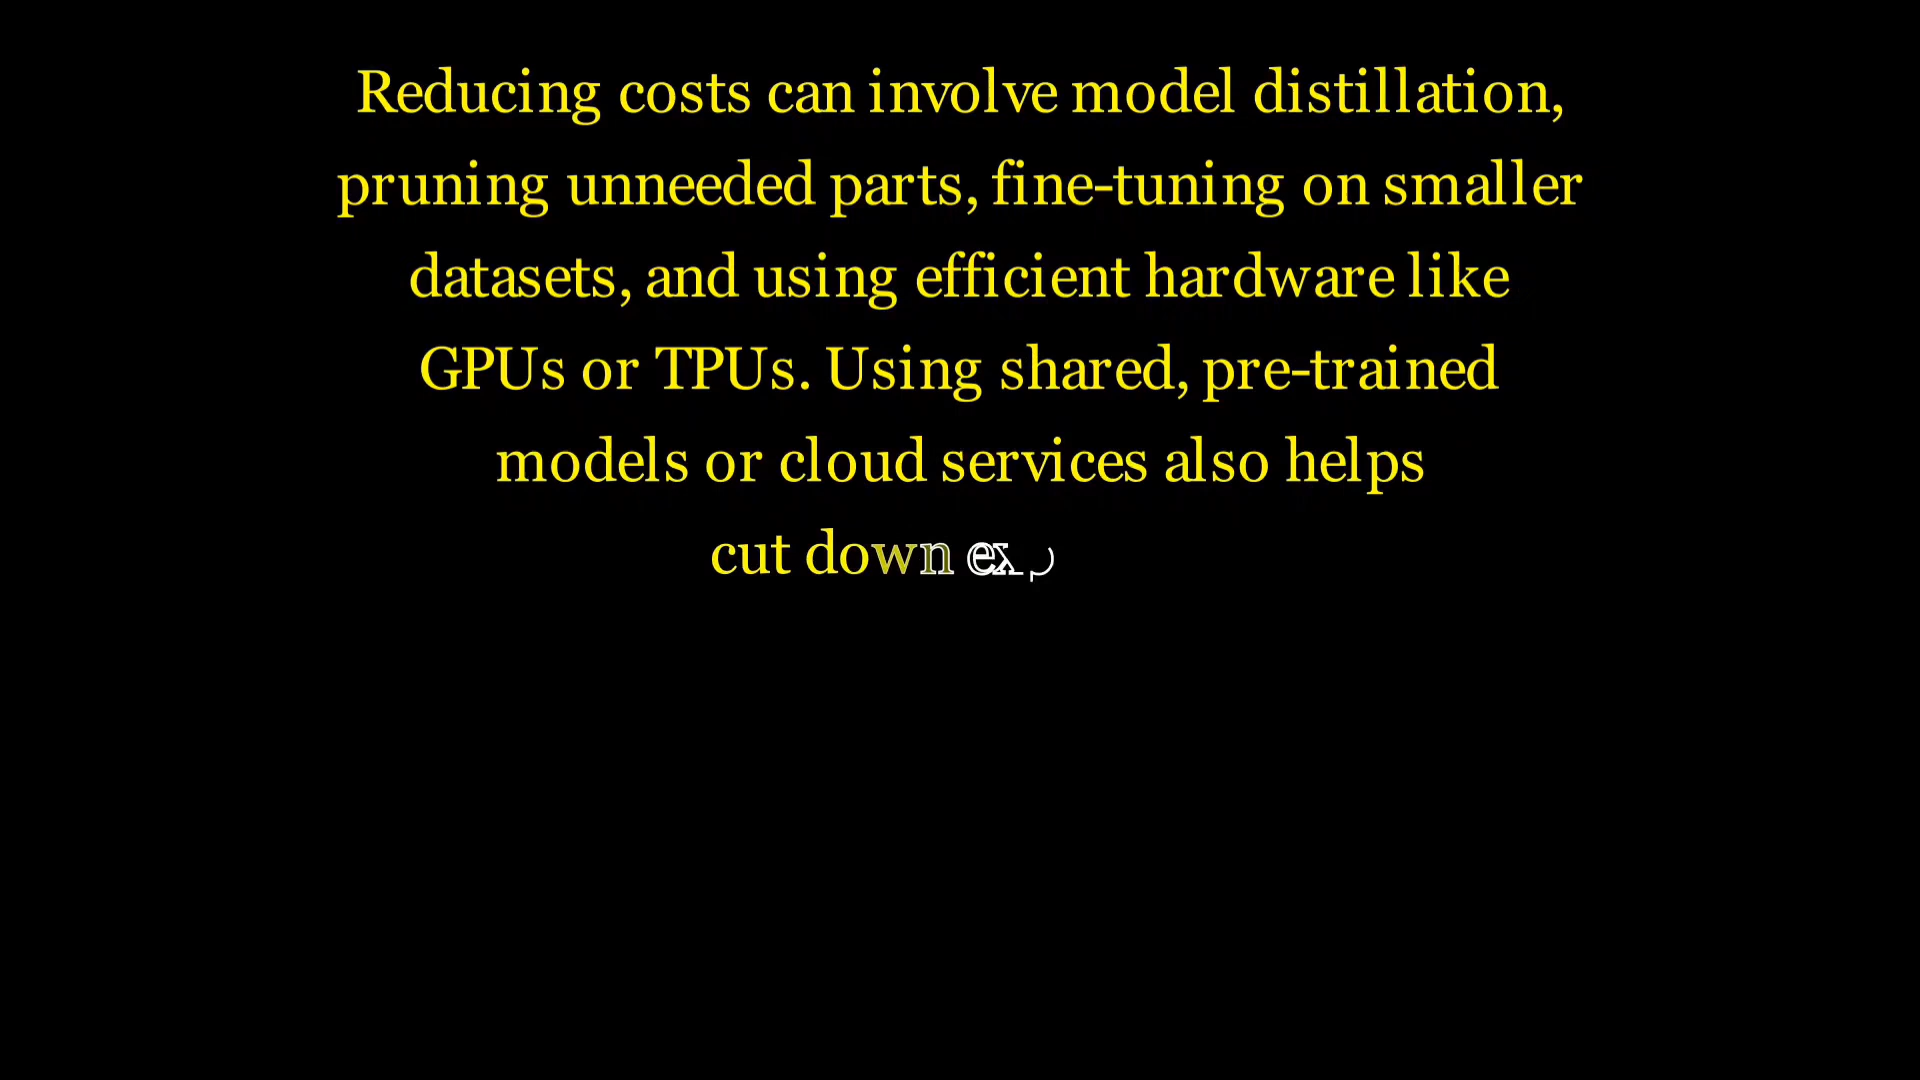 Reducing costs can involve model distillation,
pruning unneeded parts, fine-tuning on smaller
datasets, and using efficient hardware like
GPUs or TPUs. Using shared, pre-trained
models or cloud services also helps
cut down